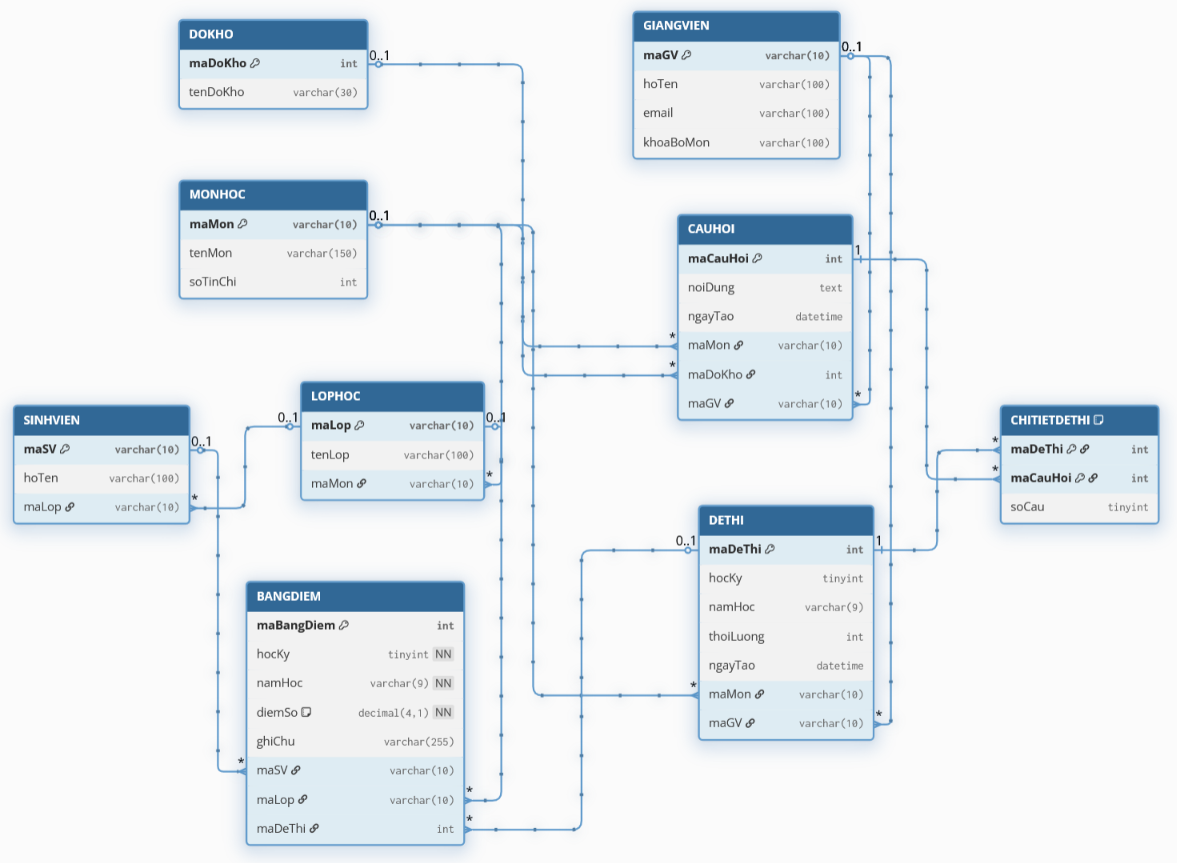 DOKHO
maDoKho int
tenDoKho varchar(30)
0..1
GIANGVIEN
maGV varchar(10)
hoTen varchar(100)
email varchar(100)
khoaBoMon varchar(100)
0..1
MONHOC
maMon varchar(10)
tenMon varchar(150)
soTinChi int
0..1
CAUHOI
maCauHoi int
noiDung text
ngayTao datetime
maMon varchar(10)
maDoKho int
maGV varchar(10)
1
*
*
*
LOPHOC
maLop varchar(10)
tenLop varchar(100)
maMon varchar(10)
0..1
0..1
*
SINHVIEN
maSV varchar(10)
hoTen varchar(100)
maLop varchar(10)
0..1
*
CHITIETDETHI
maDeThi int
maCauHoi int
soCau tinyint
*
*
DETHI
maDeThi int
hocKy tinyint
namHoc varchar(9)
thoiLuong int
ngayTao datetime
maMon varchar(10)
maGV varchar(10)
0..1
1
*
*
BANGDIEM
maBangDiem int
hocKy tinyint NN
namHoc varchar(9) NN
diemSo decimal(4,1) NN
ghiChu varchar(255)
maSV varchar(10)
maLop varchar(10)
maDeThi int
*
*
*